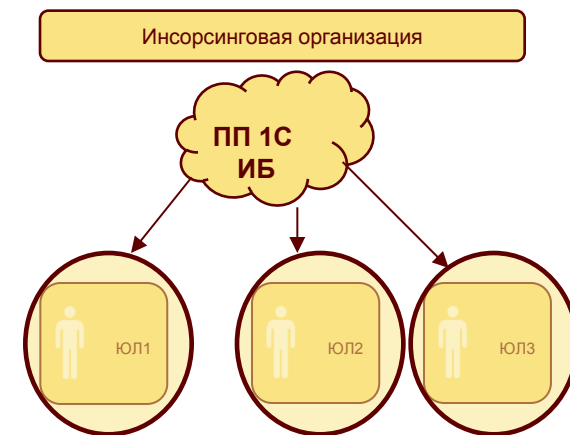 Инсорсинговая организация
ПП 1С
ИБ
ЮЛ1
ЮЛ2
ЮЛ3